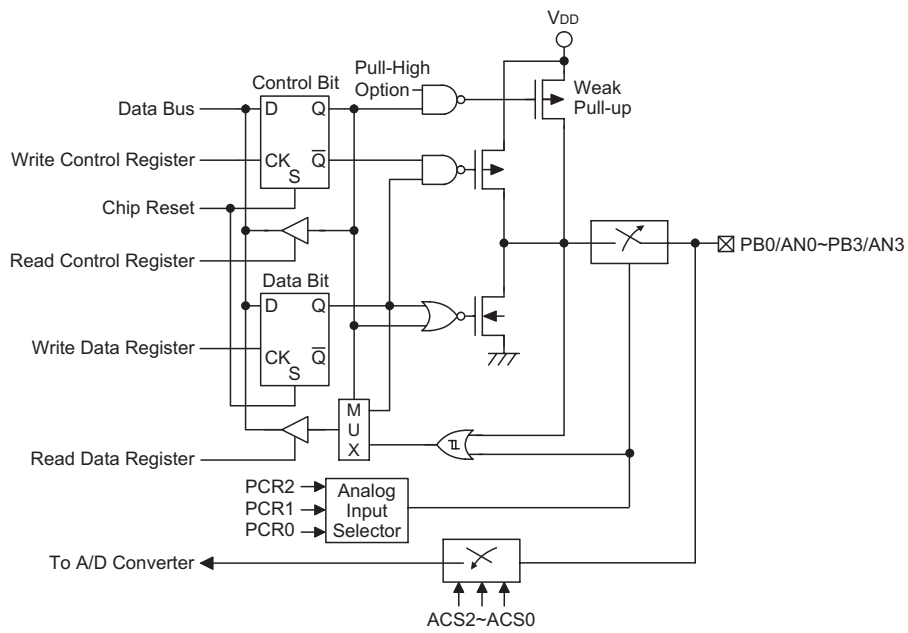 VDD
Pull-High
Option
Weak
Pull-up
Control Bit
Data Bus
D
Q
Write Control Register
CK
Q
S
Chip Reset
Read Control Register
PB0/AN0~PB3/AN3
Data Bit
D
Q
Write Data Register
CK
Q
S
M
U
X
Read Data Register
PCR2
PCR1
PCR0
Analog
Input
Selector
To A/D Converter
ACS2~ACS0